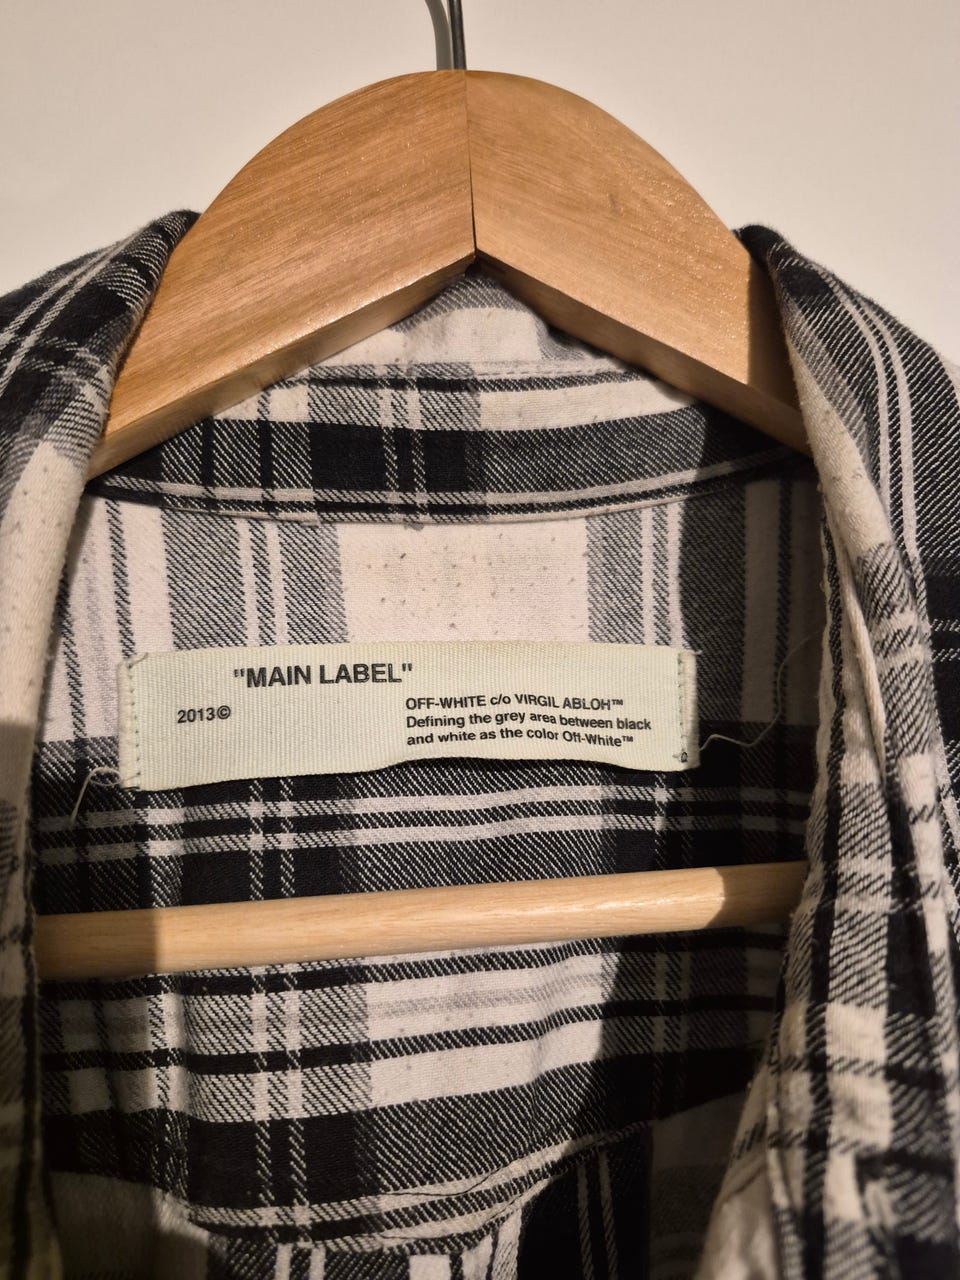 "MAIN LABEL"
2013©
OFF-WHITE c/o VIRGIL ABLOH™
Defining the grey area between black
and white as the color Off-White™